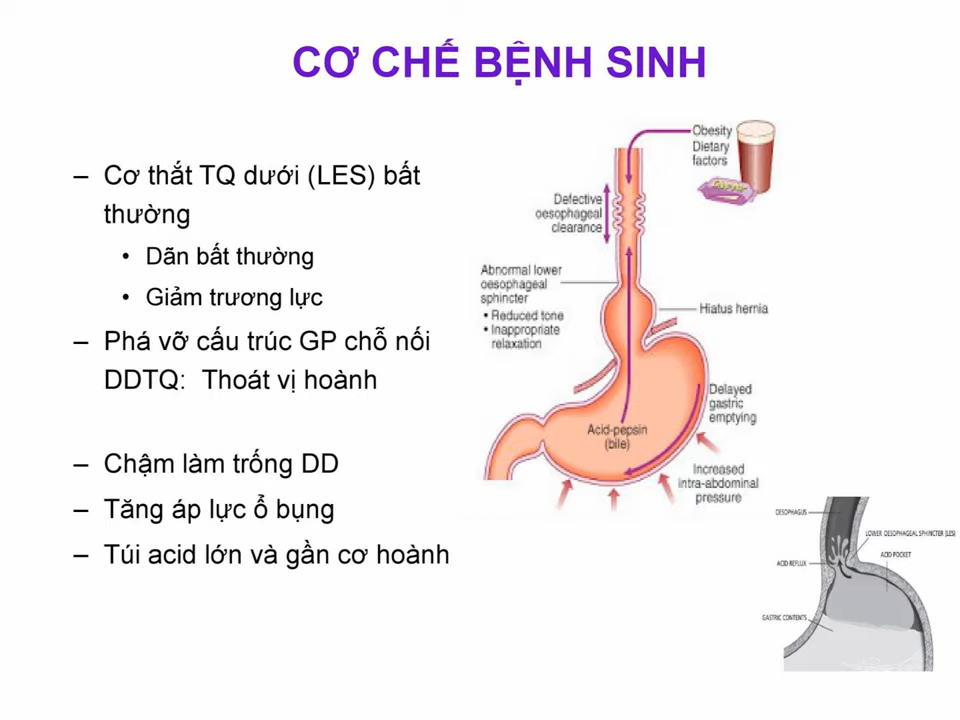 CƠ CHẾ BỆNH SINH
– Cơ thắt TQ dưới (LES) bất
thường
• Dãn bất thường
• Giảm trương lực
– Phá vỡ cấu trúc GP chỗ nối
DDTQ: Thoát vị hoành
– Chậm làm trống DD
– Tăng áp lực ổ bụng
– Túi acid lớn và gần cơ hoành
Obesity
Dietary
factors
Defective
oesophageal
clearance
Abnormal lower
oesophageal
sphincter
• Reduced tone
• Inappropriate
relaxation
Hiatus hernia
Delayed
gastric
emptying
Acid-pepsin
(bile)
Increased
intra-abdominal
pressure
OESOPHAGUS
LOWER OESOPHAGEAL SPHINCTER (LES)
ACID POCKET
ACID REFLUX
GASTRIC CONTENTS